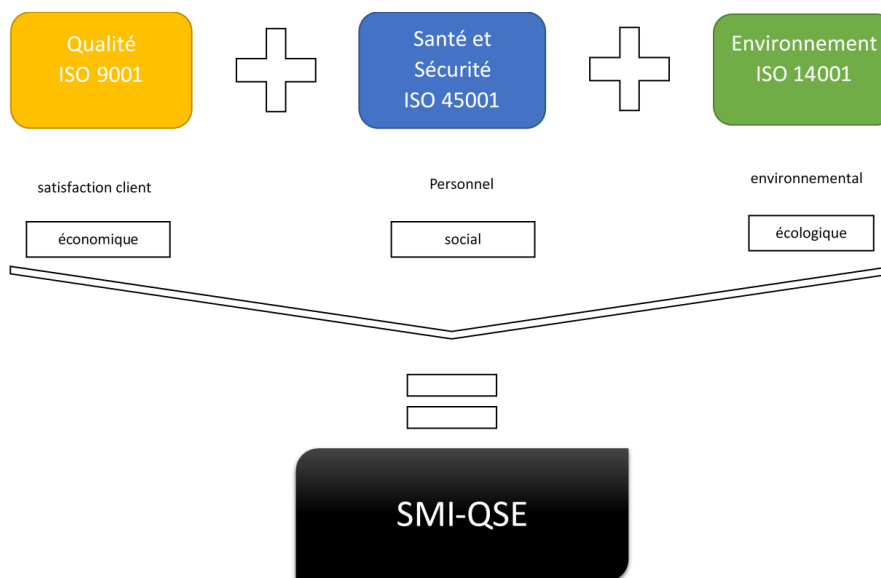 Qualité
ISO 9001
Santé et
Sécurité
ISO 45001
Environnement
ISO 14001
satisfaction client
Personnel
environnemental
économique
social
écologique
SMI-QSE